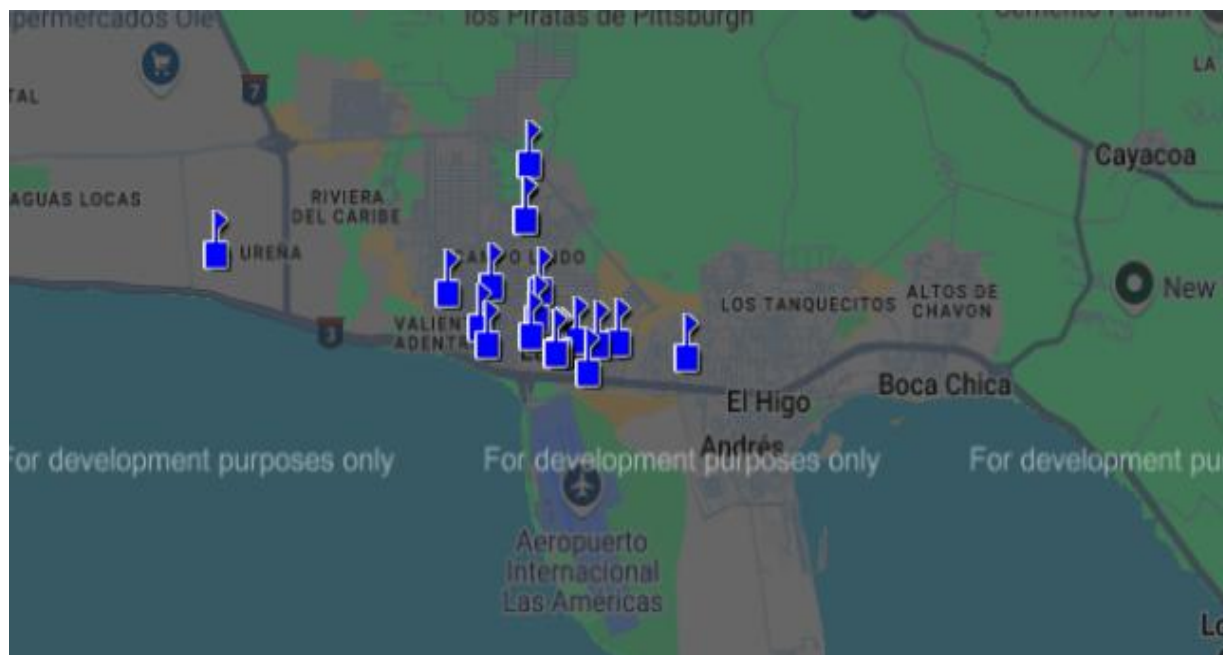 los Piratas de Pittsburgh
LA
TAL
7
Cayacoa
AGUAS LOCAS
RIVIERA
DEL CARIBE
UREÑA
New
LOS TANQUECITOS
ALTOS DE
CHAVON
3
Boca Chica
El Higo
Andrés
For development purposes only
For development purposes only
For development pu
Aeropuerto
Internacional
Las Américas